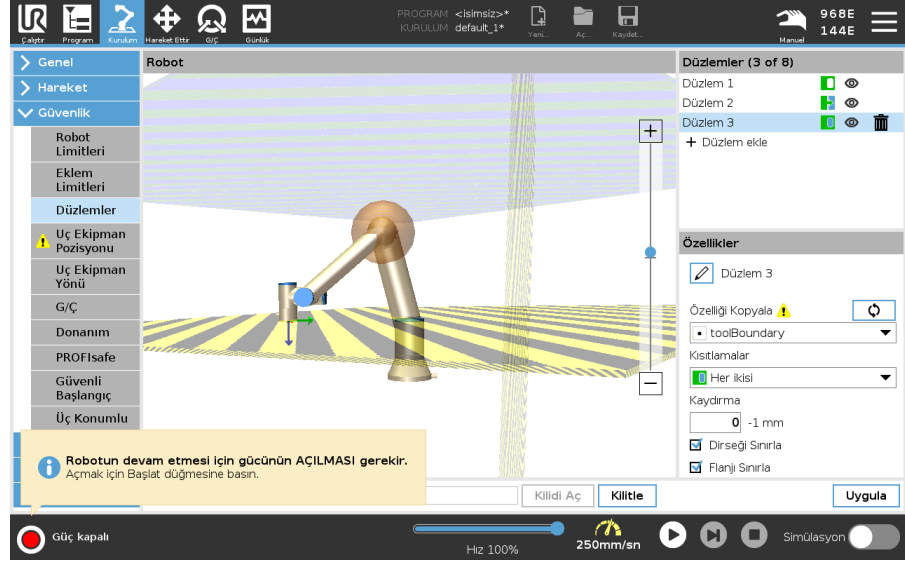 PROGRAM <isimsiz>*
KURULUM default_1*
Çalıştır
Program
Kurulum
Hareket Ettir
G/Ç
Günlük
Yeni...
Aç...
Kaydet...
Manuel
968E
144E
Genel
Hareket
Güvenlik
Robot
Limitleri
Eklem
Limitleri
Düzlemler
Uç Ekipman
Pozisyonu
Uç Ekipman
Yönü
G/Ç
Donanım
PROFIsafe
Güvenli
Başlangıç
Üç Konumlu
Robot
Düzlemler (3 of 8)
Düzlem 1
Düzlem 2
Düzlem 3
+ Düzlem ekle
Özellikler
Düzlem 3
Özelliği Kopyala
toolBoundary
Kısıtlamalar
Her ikisi
Kaydırma
0 -1 mm
Dirseği Sınırla
Flanjı Sınırla
Robotun devam etmesi için gücünün AÇILMASI gerekir.
Açmak için Başlat düğmesine basın.
Kilidi Aç
Kilitle
Uygula
Güç kapalı
Hız 100%
250mm/sn
Simülasyon